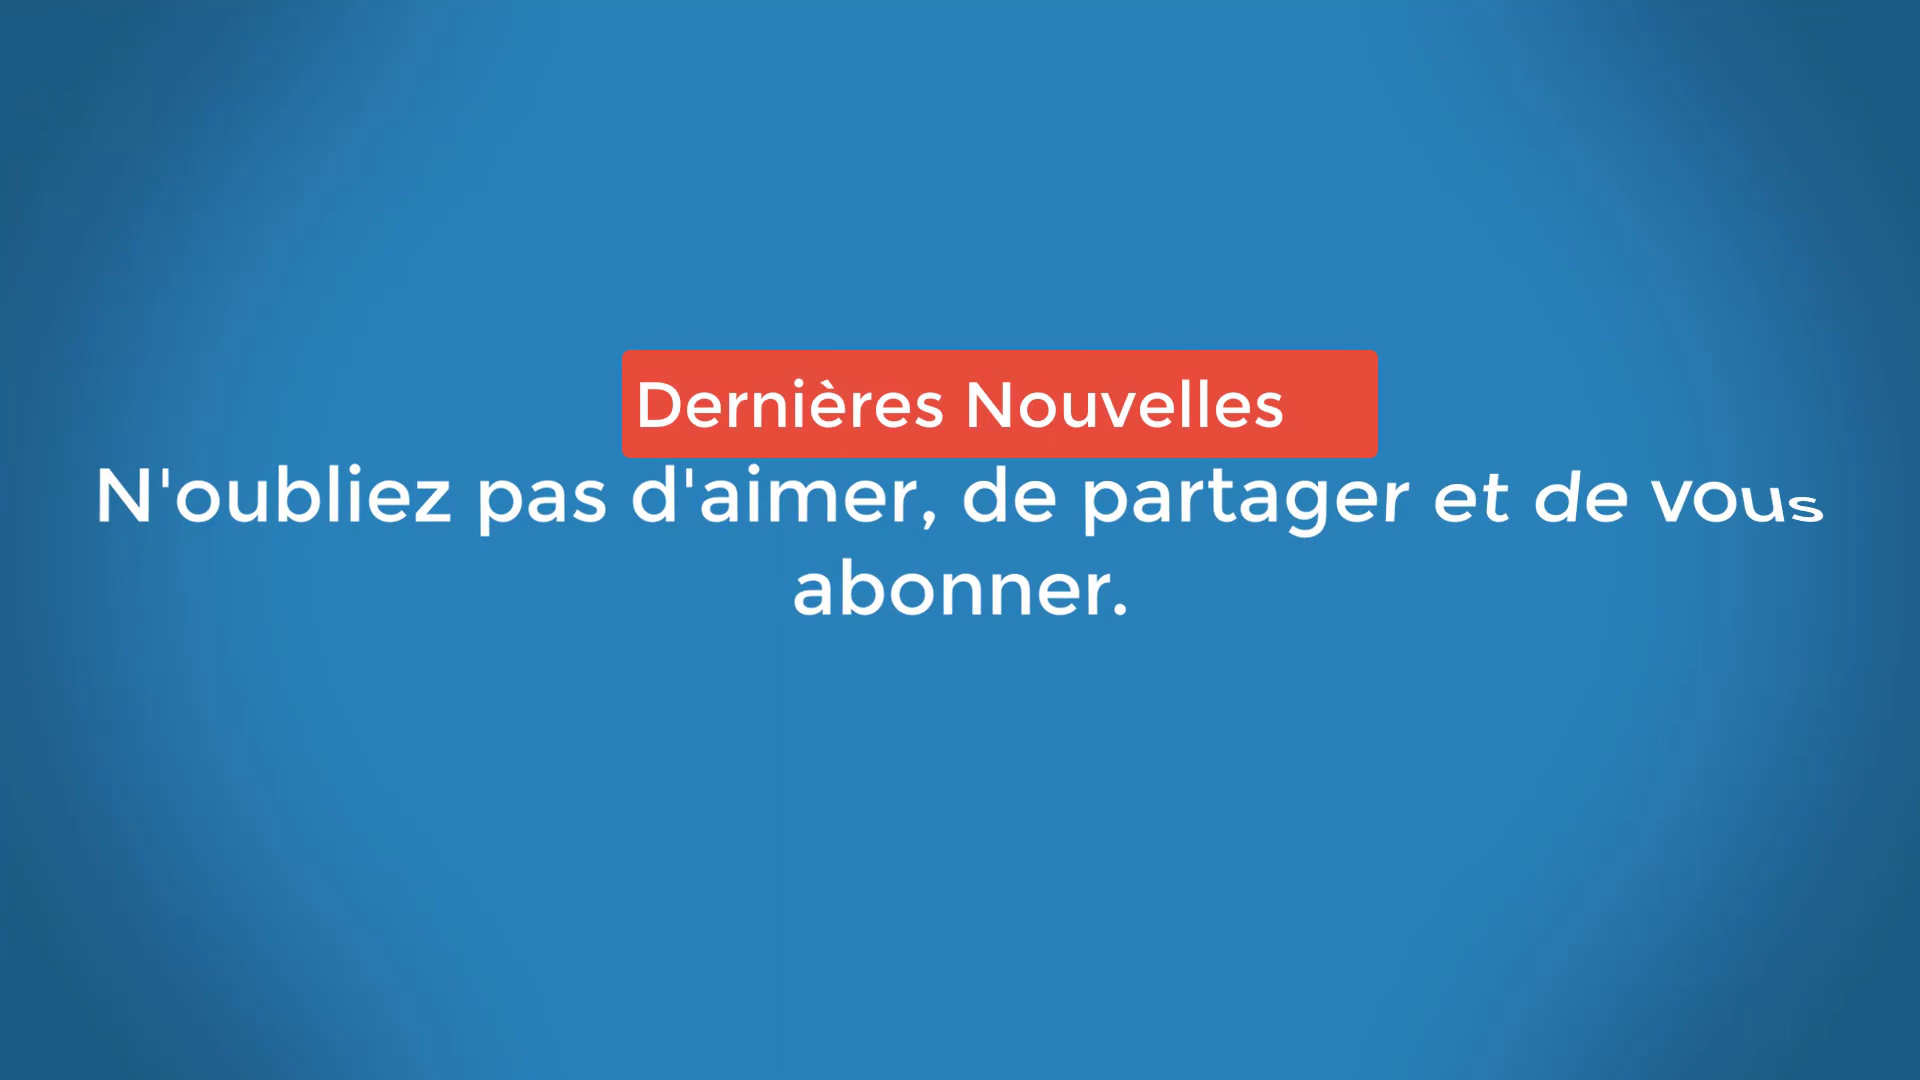 Dernières Nouvelles
N'oubliez pas d'aimer, de partager et de vous
abonner.